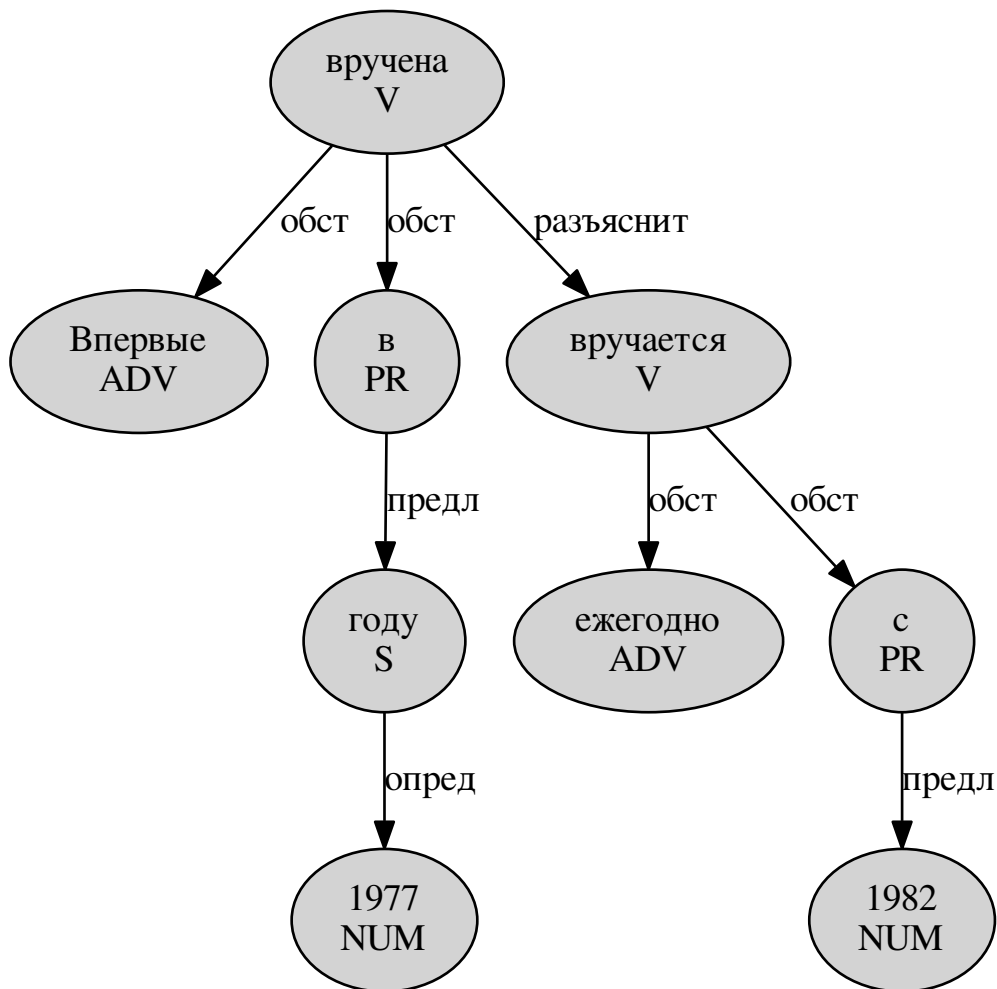 вручена
V
обст
обст
разъяснит
Впервые
ADV
в
PR
вручается
V
предл
обст
обст
году
S
ежегодно
ADV
с
PR
опред
предл
1977
NUM
1982
NUM